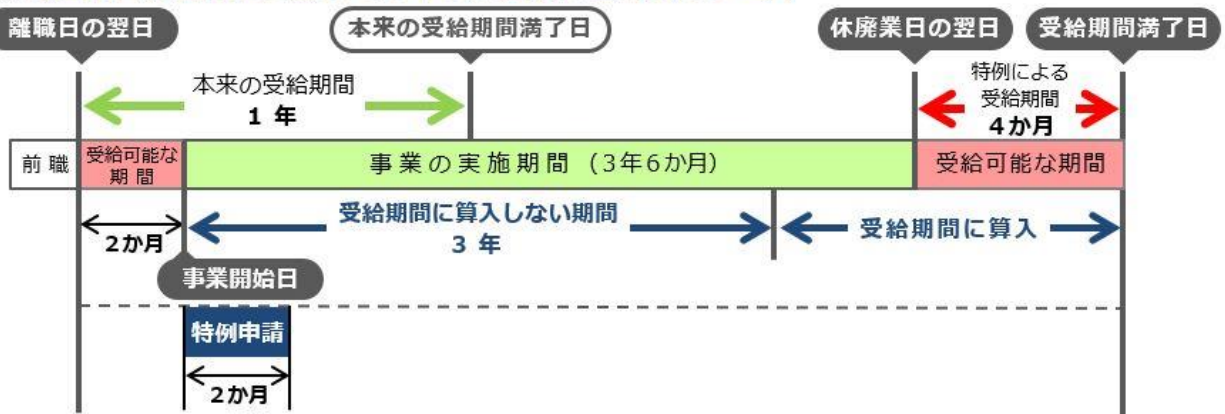 離職日の翌日
本来の受給期間満了日
休廃業日の翌日
受給期間満了日
本来の受給期間
1 年
特例による
受給期間
4か月
前 職
受給可能な
期 間
事業の実施期間（3年6か月）
受給可能な期間
2か月
受給期間に算入しない期間
3 年
受給期間に算入
事業開始日
特例申請
2か月